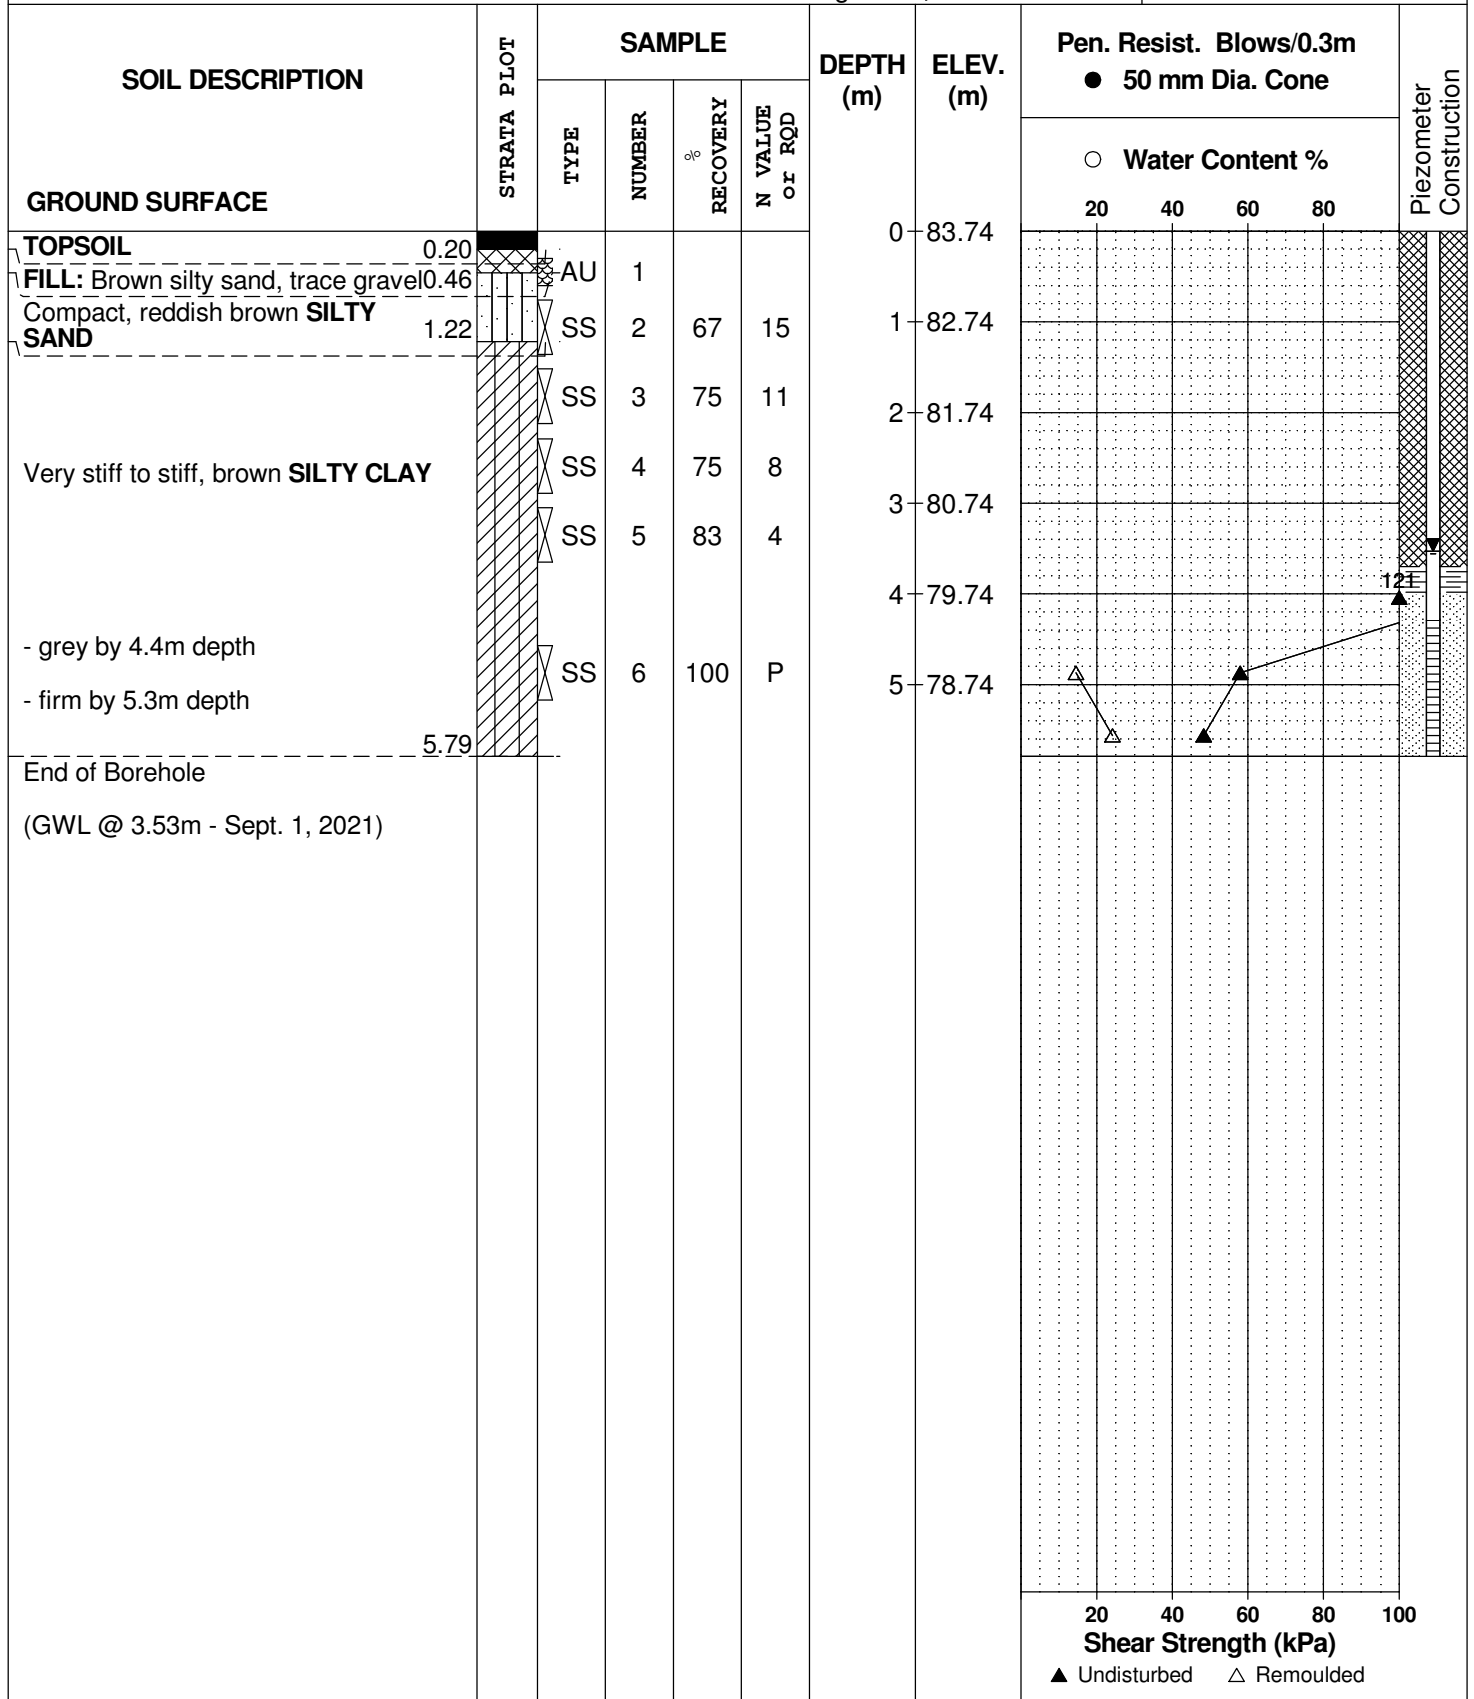 SOIL DESCRIPTION
GROUND SURFACE
STRATA PLOT
SAMPLE
TYPE
NUMBER
% RECOVERY
N VALUE or RQD
DEPTH (m)
ELEV. (m)
Pen. Resist. Blows/0.3m
● 50 mm Dia. Cone
○ Water Content %
20 40 60 80
Piezometer Construction
0 83.74
TOPSOIL 0.20
FILL: Brown silty sand, trace gravel 0.46
AU 1
Compact, reddish brown SILTY
SAND 1.22
SS 2 67 15
1 82.74
SS 3 75 11
2 81.74
Very stiff to stiff, brown SILTY CLAY
SS 4 75 8
3 80.74
SS 5 83 4
121
4 79.74
- grey by 4.4m depth
SS 6 100 P
5 78.74
- firm by 5.3m depth
5.79
End of Borehole
(GWL @ 3.53m - Sept. 1, 2021)
20 40 60 80 100
Shear Strength (kPa)
▲ Undisturbed △ Remoulded